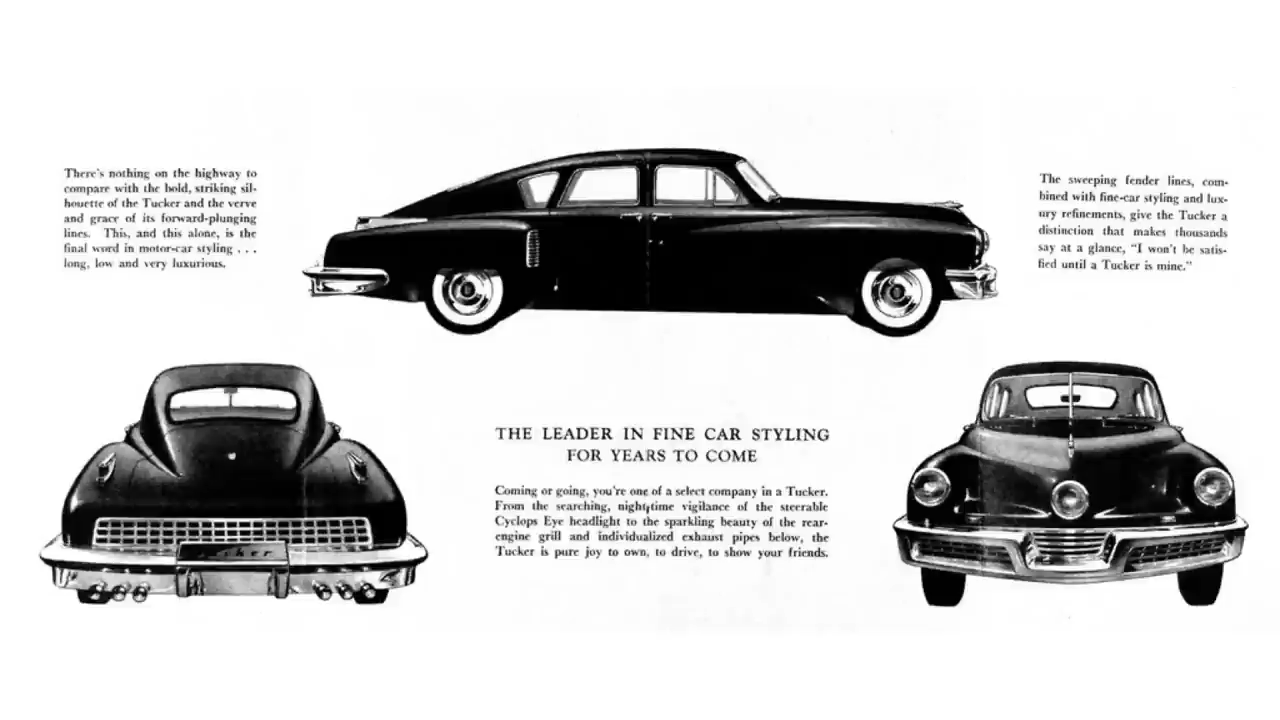 There's nothing on the highway to
compare with the bold, striking sil-
houette of the Tucker and the verve
and grace of its forward-plunging
lines. This, and this alone, is the
final word in motor-car styling . . .
long, low and very luxurious.
The sweeping fender lines, com-
bined with fine-car styling and lux-
ury refinements, give the Tucker a
distinction that makes thousands
say at a glance, "I won't be satis-
fied until a Tucker is mine."
THE LEADER IN FINE CAR STYLING
FOR YEARS TO COME
Coming or going, you're one of a select company in a Tucker.
From the searching, night-time vigilance of the steerable
Cyclops Eye headlight to the sparkling beauty of the rear-
engine grill and individualized exhaust pipes below, the
Tucker is pure joy to own, to drive, to show your friends.
Tucker